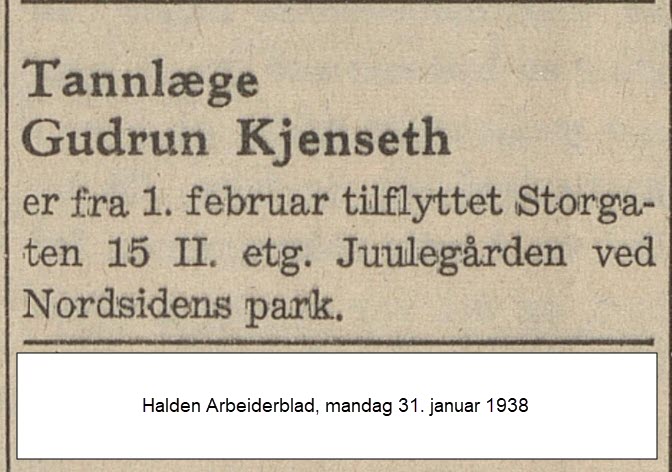 Tannlæge
Gudrun Kjenseth
er fra 1. februar tilflyttet Storga-
ten 15 II. etg. Juulegården ved
Nordsidens park.
Halden Arbeiderblad, mandag 31. januar 1938